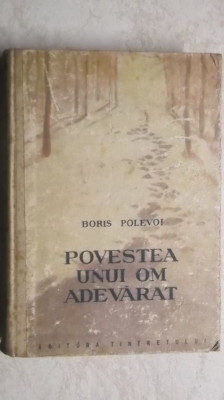 BORIS POLEVOI
POVESTEA
UNUI OM
ADEVĂRAT
EDITURA TINERETULUI